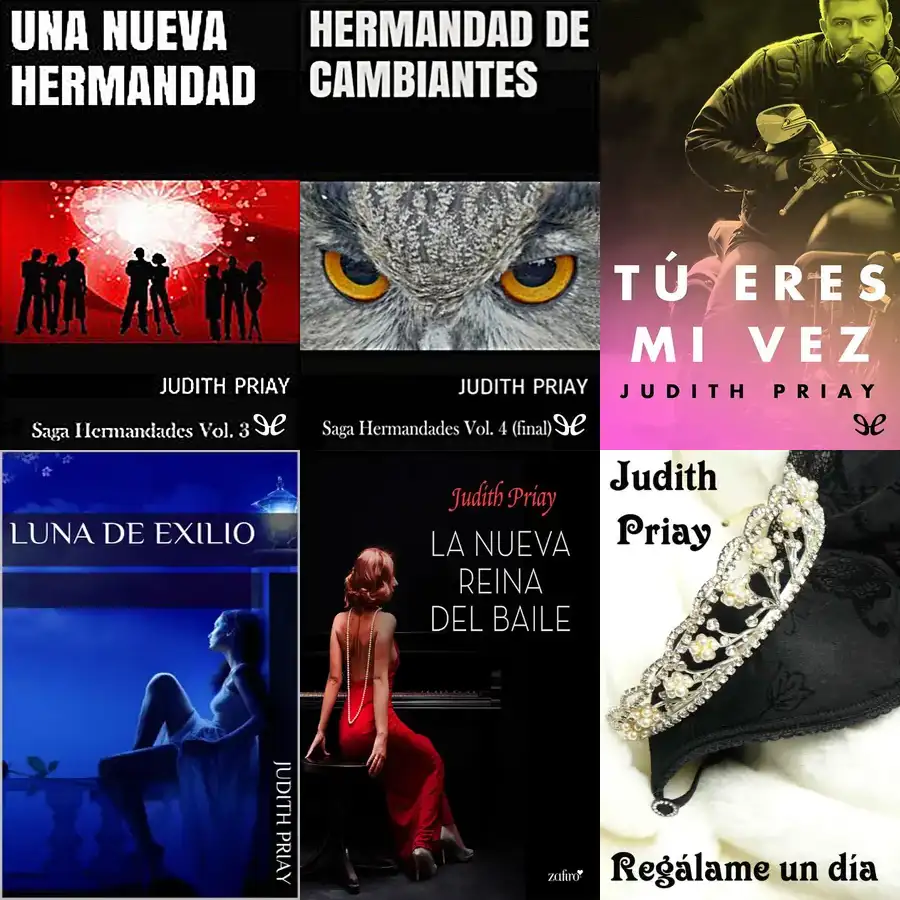 UNA NUEVA
HERMANDAD
JUDITH PRIAY
Saga Hermandades Vol. 3
HERMANDAD DE
CAMBIANTES
JUDITH PRIAY
Saga Hermandades Vol. 4 (final)
TÚ ERES
MI VEZ
JUDITH PRIAY
LUNA DE EXILIO
JUDITH PRIAY
Judith Priay
LA NUEVA
REINA
DEL BAILE
zafiro
Judith
Priay
Regálame un día